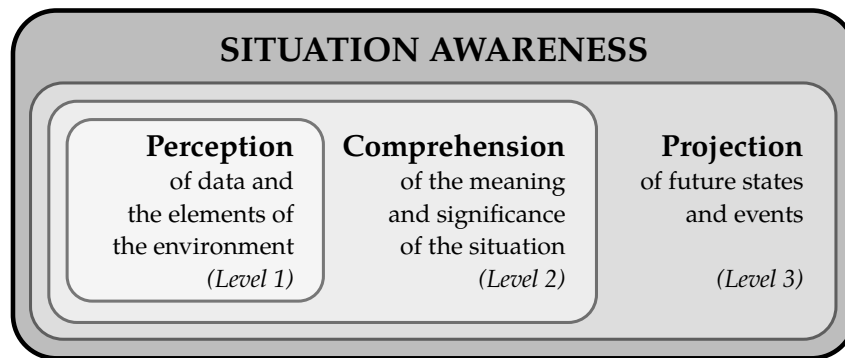 SITUATION AWARENESS
Perception
of data and
the elements of
the environment
(Level 1)
Comprehension
of the meaning
and significance
of the situation
(Level 2)
Projection
of future states
and events
(Level 3)